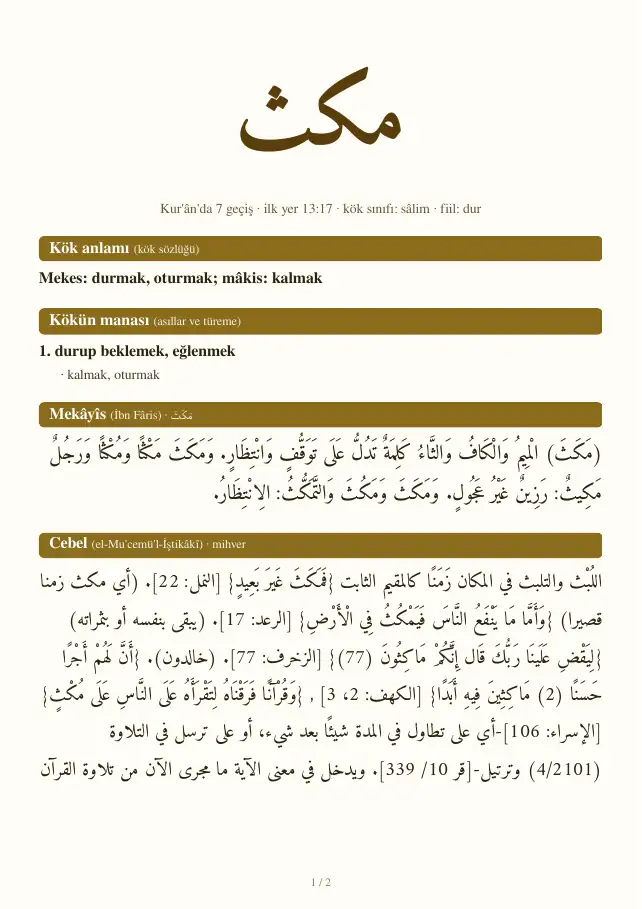 مكث
Kur'ân'da 7 geçiş · ilk yer 13:17 · kök sınıfı: sâlim · fiil: dur
Kök anlamı (kök sözlüğü)
Mekes: durmak, oturmak; mâkis: kalmak
Kökün manası (asıllar ve türeme)
1. durup beklemek, eğlenmek
· kalmak, oturmak
Mekâyîs (İbn Fâris) · مَكَثَ
(مَكَثَ) الْمِيمُ وَالْكَافُ وَالثَّاءُ كَلِمَةٌ تَدُلُّ عَلَى تَوَقُّفٍ وَانْتِظَارٍ. وَمَكَثَ مَكْثًا وَمُكْثًا وَرَجُلٌ
مَكِيثٌ: رَزِينٌ غَيْرُ عَجُولٍ. وَمَكَثَ وَمَكُثَ وَالتَّمَكُّثُ: الِانْتِظَارُ.
Cebel (el-Mu'cemü'l-İştikâkî) · mihver
اللُبْث والتلبث في المكان زَمَنًا كالمقيم الثابت {فَمَكَثَ غَيرَ بَعِيدٍ} [النمل: 22]. (أي مكث زمنا
قصيرا) {وَأَمَّا مَا يَنْفَعُ النَّاسَ فَيَمْكُثُ فِي الْأَرْضِ} [الرعد: 17]. (يبقى بنفسه أو بثمراته)
{لِيَقْضِ عَلَينَا رَبُّكَ قَال إِنَّكُمْ مَاكِثُونَ (77)} [الزخرف: 77]. (خالدون). {أَنَّ لَهُمْ أَجْرًا
حَسَنًا (2) مَاكِثِينَ فِيهِ أَبَدًا} [الكهف: 2، 3] , {وَقُرْآنًا فَرَقْنَاهُ لِتَقْرَأَهُ عَلَى النَّاسِ عَلَى مُكْثٍ}
[الإسراء: 106]-أي على تطاول في المدة شيئًا بعد شيء، أو على ترسل في التلاوة
(4/2101) وترتيل-[قر 10/ 339]. ويدخل في معنى الآية ما مجرى الآن من تلاوة القرآن
1 / 2